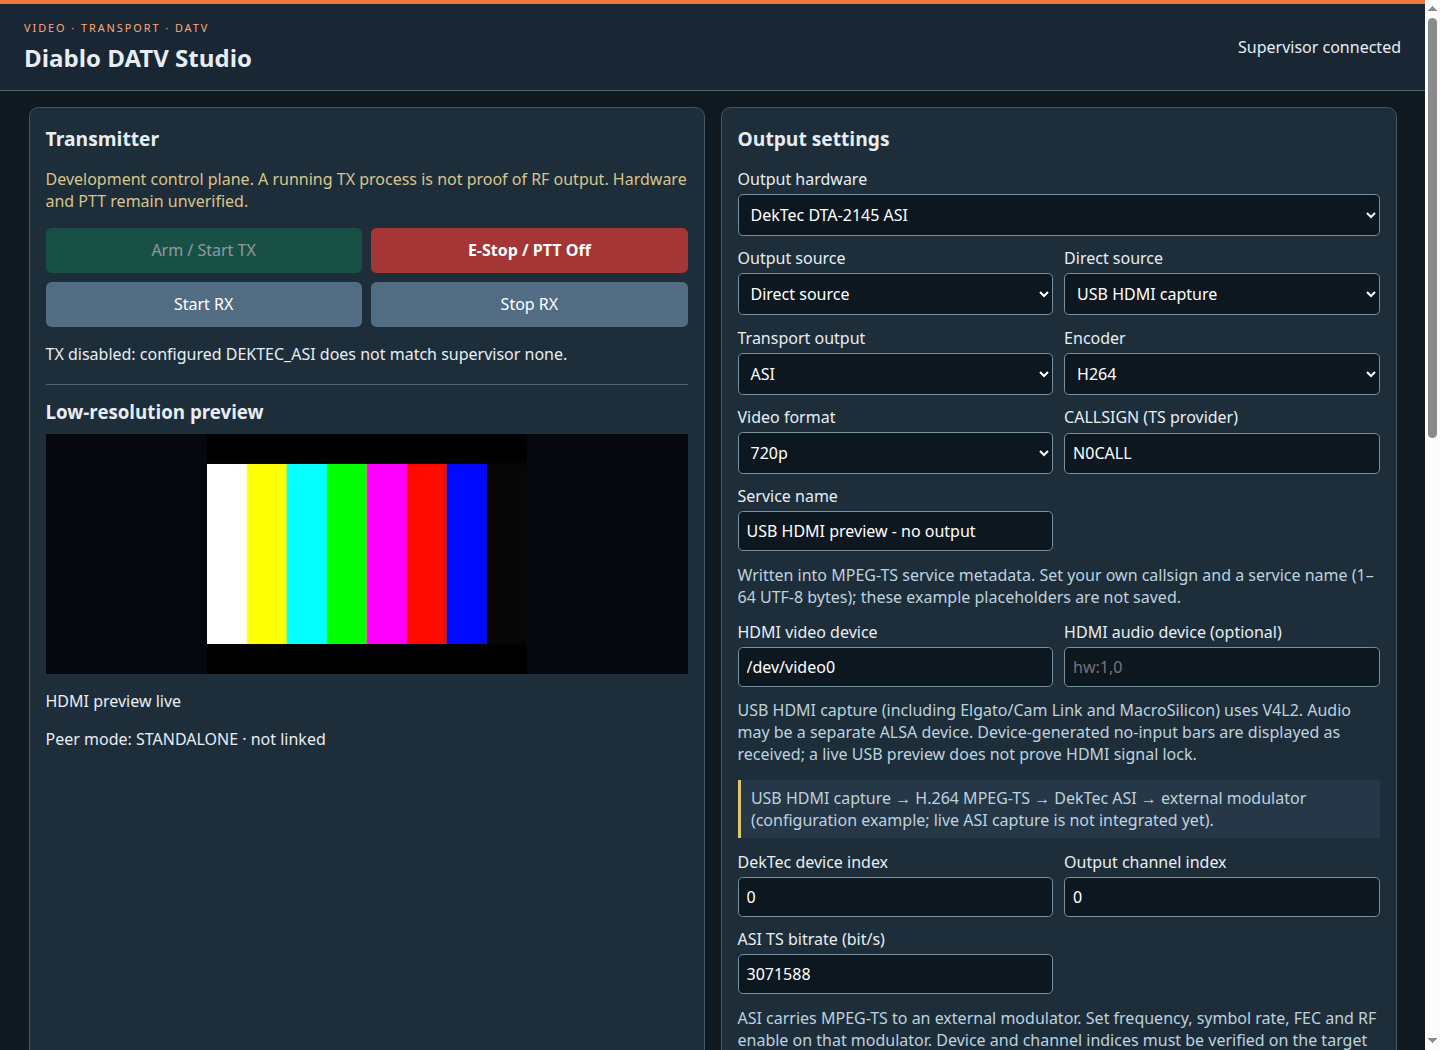 VIDEO · TRANSPORT · DATV
Diablo DATV Studio
Supervisor connected
Transmitter
Development control plane. A running TX process is not proof of RF output. Hardware
and PTT remain unverified.
Arm / Start TX
E-Stop / PTT Off
Start RX
Stop RX
TX disabled: configured DEKTEC_ASI does not match supervisor none.
Low-resolution preview
HDMI preview live
Peer mode: STANDALONE · not linked
Output settings
Output hardware
DekTec DTA-2145 ASI
Output source
Direct source
Direct source
USB HDMI capture
Transport output
Encoder
ASI
H264
Video format
CALLSIGN (TS provider)
720p
N0CALL
Service name
USB HDMI preview - no output
Written into MPEG-TS service metadata. Set your own callsign and a service name (1–
64 UTF-8 bytes); these example placeholders are not saved.
HDMI video device
HDMI audio device (optional)
/dev/video0
hw:1,0
USB HDMI capture (including Elgato/Cam Link and MacroSilicon) uses V4L2. Audio
may be a separate ALSA device. Device-generated no-input bars are displayed as
received; a live USB preview does not prove HDMI signal lock.
USB HDMI capture → H.264 MPEG-TS → DekTec ASI → external modulator
(configuration example; live ASI capture is not integrated yet).
DekTec device index
Output channel index
0
0
ASI TS bitrate (bit/s)
3071588
ASI carries MPEG-TS to an external modulator. Set frequency, symbol rate, FEC and RF
enable on that modulator. Device and channel indices must be verified on the target